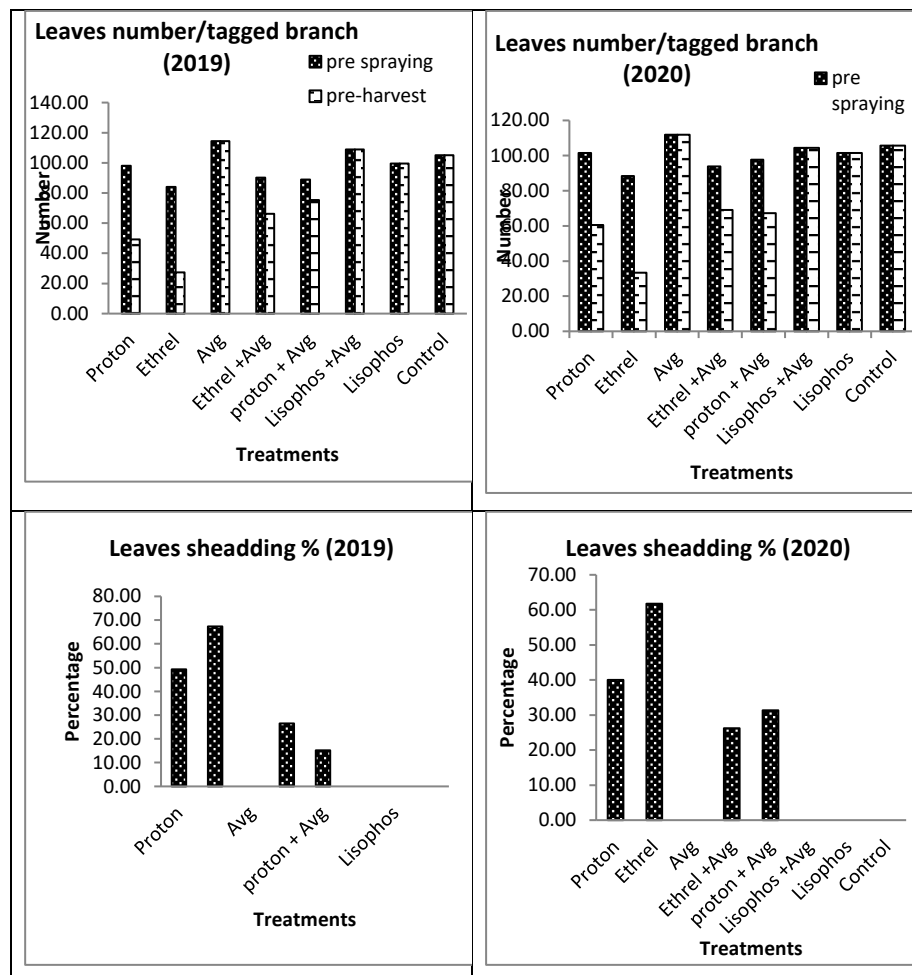 Leaves number/tagged branch
(2019)
pre spraying
pre-harvest
140.00
120.00
100.00
80.00
60.00
40.00
20.00
0.00
Number
Proton
Ethrel
Avg
Ethrel +Avg
proton + Avg
Lisophos +Avg
Lisophos
Control
Treatments
Leaves number/tagged branch
(2020)
pre
spraying
120.00
100.00
80.00
60.00
40.00
20.00
0.00
Number
Proton
Ethrel
Avg
Ethrel +Avg
proton + Avg
Lisophos +Avg
Lisophos
Control
Treatments
Leaves sheadding % (2019)
80.00
70.00
60.00
50.00
40.00
30.00
20.00
10.00
0.00
Percentage
Proton
Avg
proton + Avg
Lisophos
Treatments
Leaves sheadding % (2020)
70.00
60.00
50.00
40.00
30.00
20.00
10.00
0.00
Percentage
Proton
Ethrel
Avg
Ethrel +Avg
proton + Avg
Lisophos +Avg
Lisophos
Control
Treatments